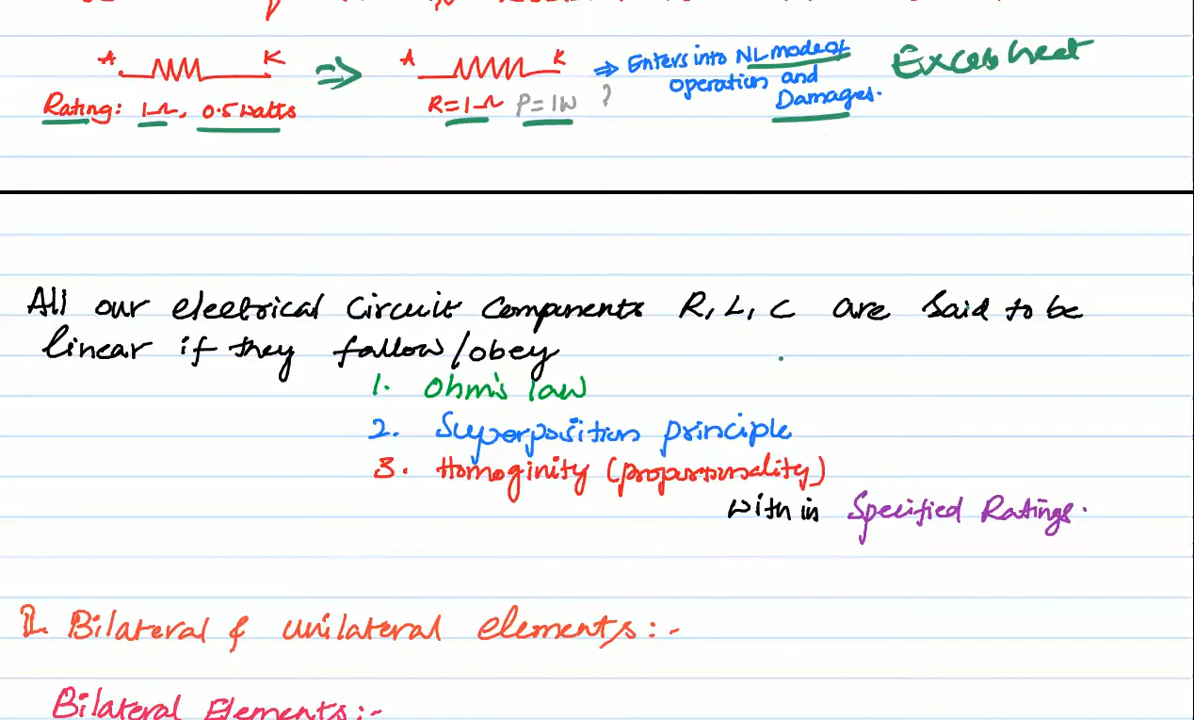 A K ⇒ A K ⇒ Enters into NL mode of Excess heat
operation and
Rating: 1Ω, 0.5 watts R=1Ω P=1W ? Damages.
All our electrical Circuit Components R, L, C are Said to be
linear if they follow/obey
1. Ohm's law
2. Superposition principle
3. Homoginity (proportionality)
with in Specified Ratings.
2. Bilateral & unilateral elements:-
Bilateral Elements:-